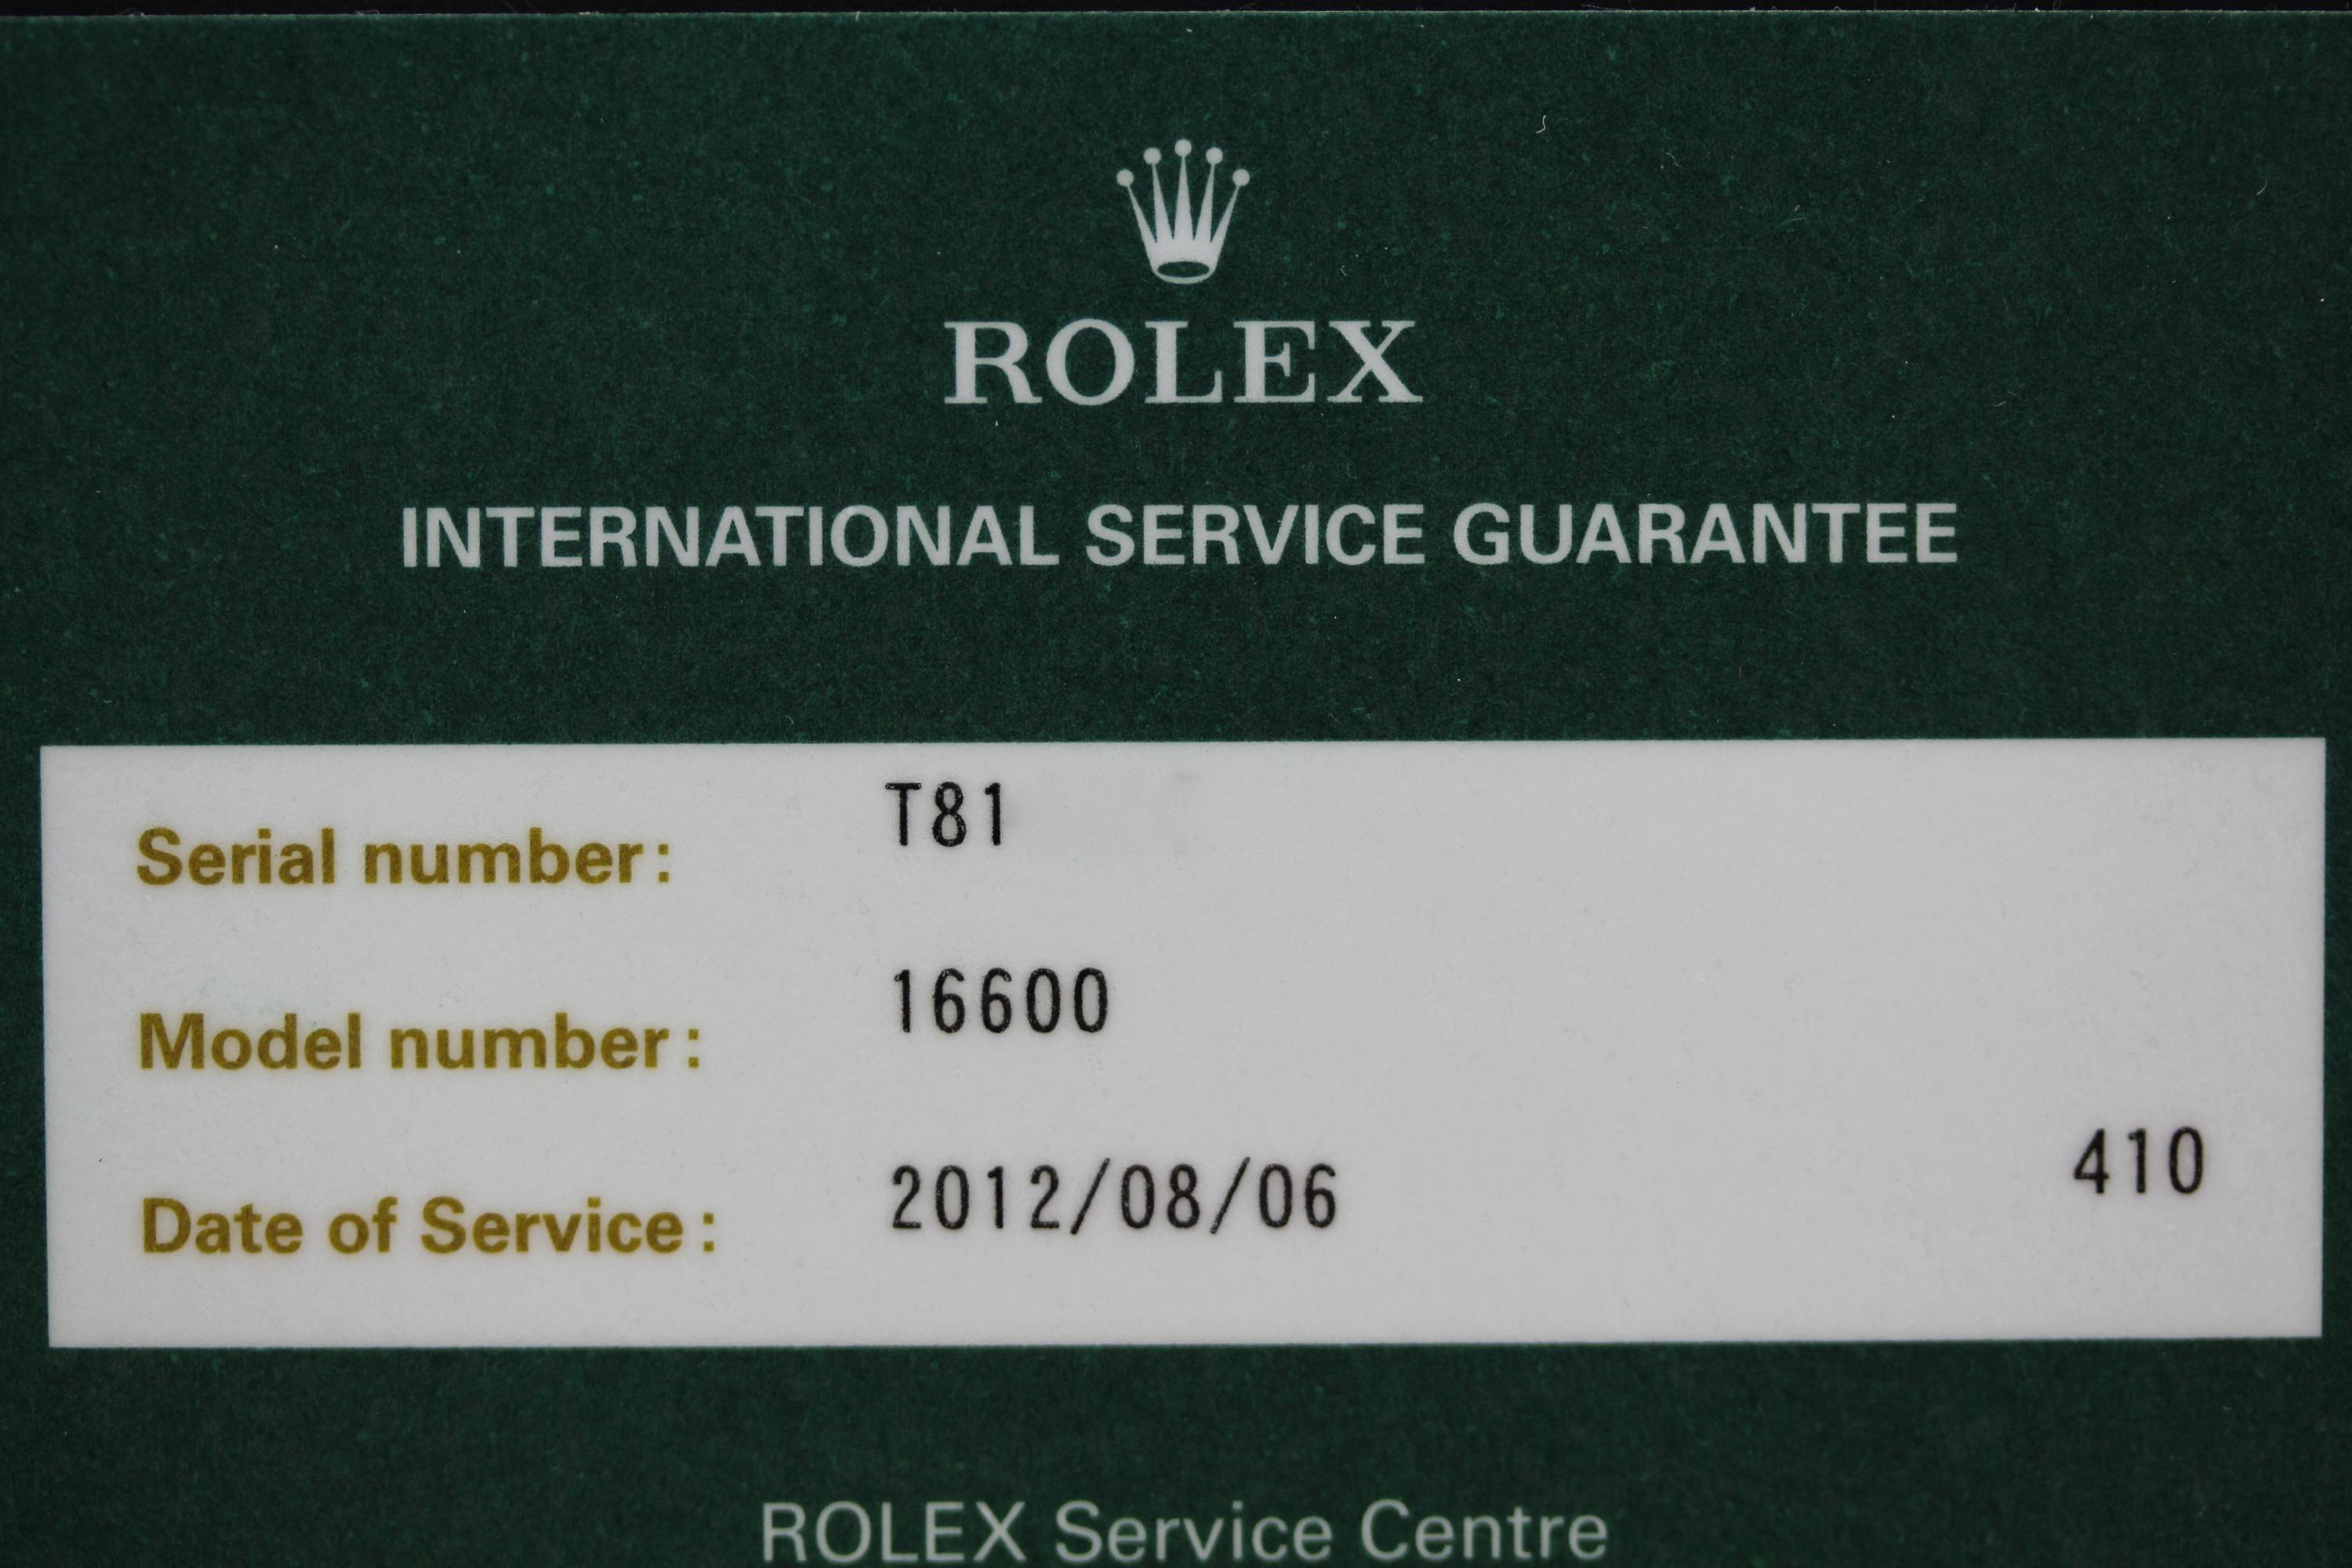 ROLEX
INTERNATIONAL SERVICE GUARANTEE
Serial number: T81
Model number: 16600
Date of Service: 2012/08/06 410
ROLEX Service Centre